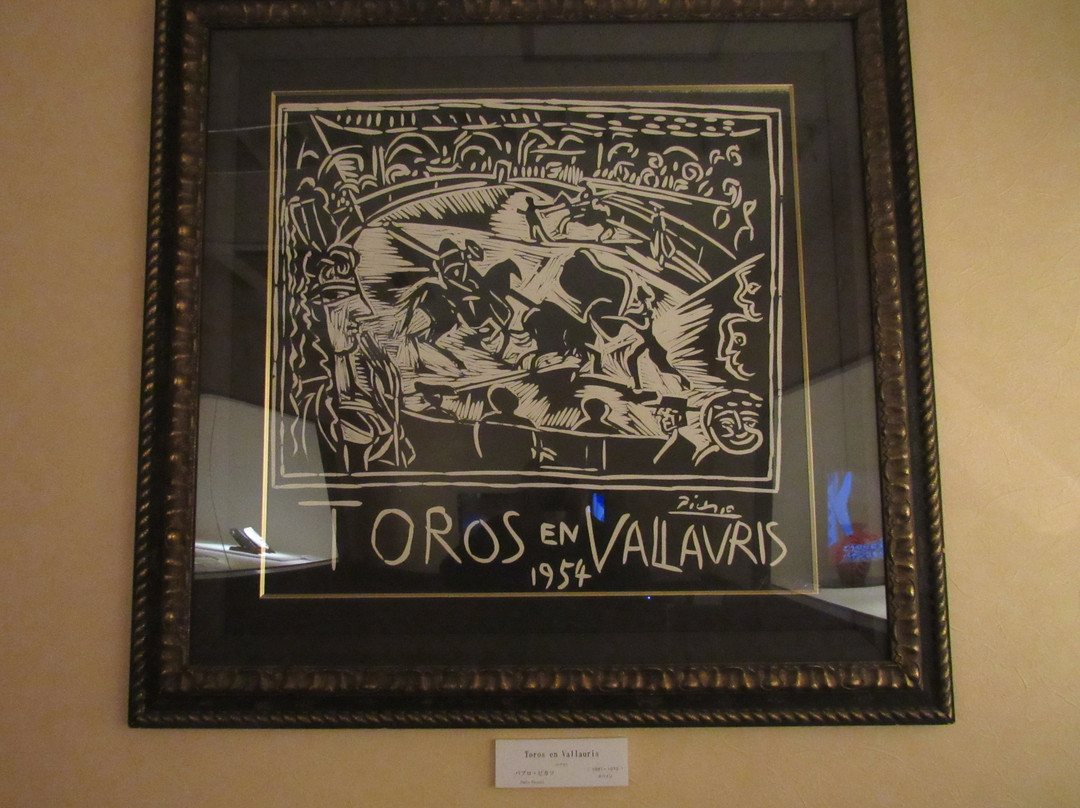 Picasso
TOROS EN VALLAURIS
1954
Toros en Vallauris
パブロ・ピカソ